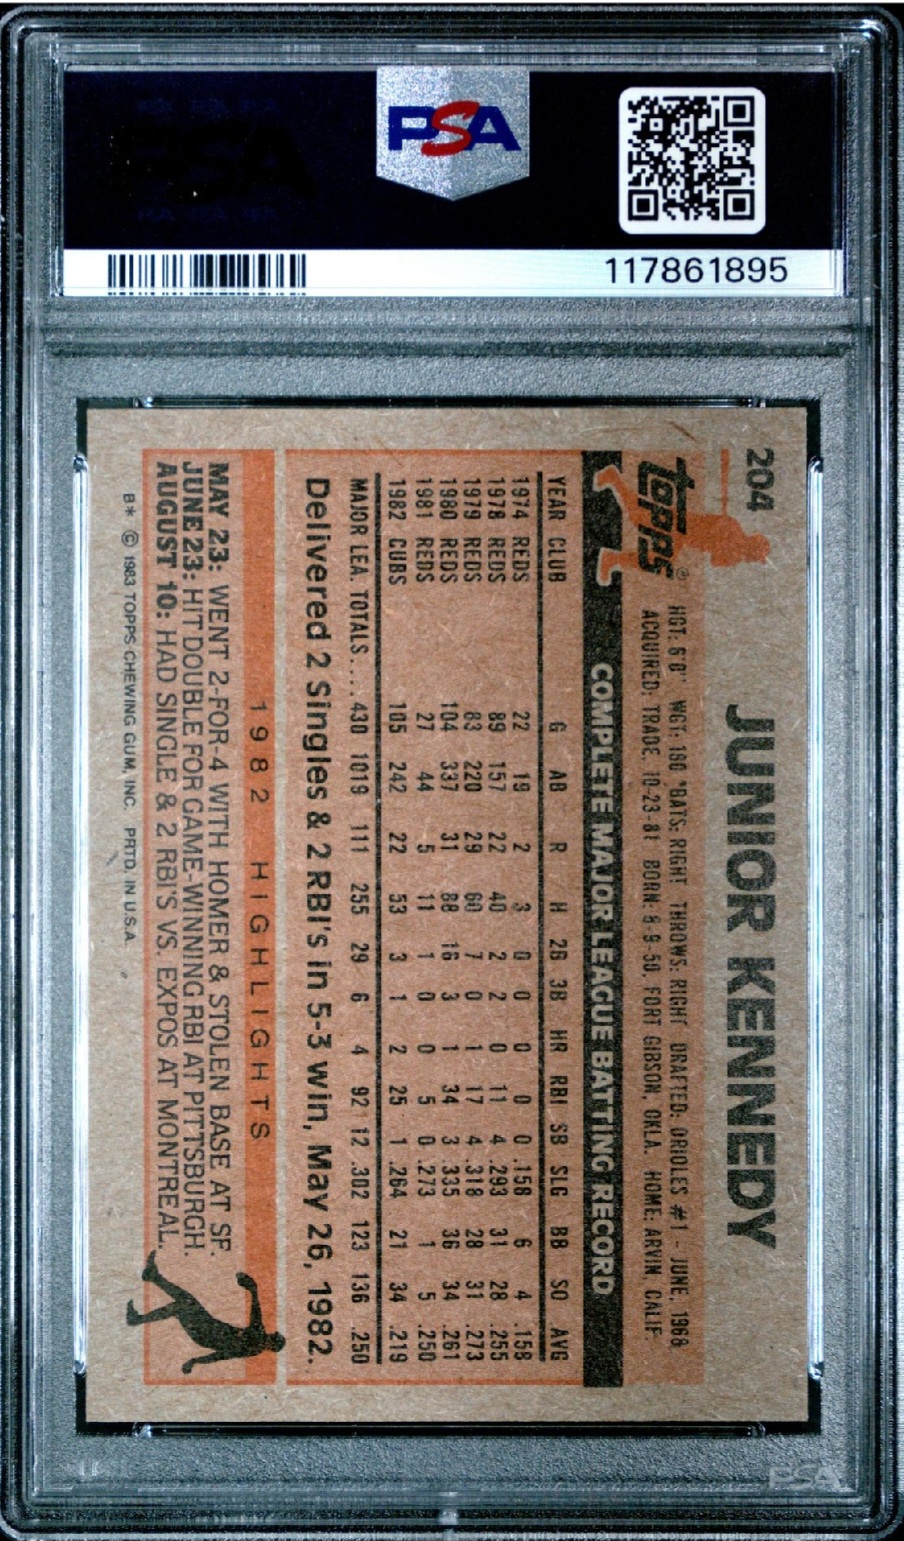 PSA
117861895
204
JUNIOR KENNEDY
TOPPS®
HGT: 6'0" WGT: 180 *BATS: RIGHT THROWS: RIGHT DRAFTED: ORIOLES #1 - JUNE, 1968
ACQUIRED: TRADE, 10-23-81 BORN: 8-9-50, FORT GIBSON, OKLA. HOME: ARVIN, CALIF.
COMPLETE MAJOR LEAGUE BATTING RECORD
YEAR CLUB G AB R H 2B 3B HR RBI SB SLG BB SO AVG
1974 REDS 22 19 2 3 0 0 0 0 0 .158 6 4 .158
1978 REDS 89 157 22 40 2 2 0 11 4 .293 31 28 .255
1979 REDS 83 220 29 60 7 0 1 17 4 .318 28 31 .273
1980 REDS 104 337 31 88 16 3 1 34 3 .335 36 34 .261
1981 REDS 27 44 5 11 1 0 0 5 0 .273 1 5 .250
1982 CUBS 105 242 22 53 3 1 2 25 1 .264 21 34 .219
MAJOR LEA. TOTALS.... 430 1019 111 255 29 6 4 92 12 .302 123 136 .250
Delivered 2 Singles & 2 RBI's in 5-3 win, May 26, 1982.
1982 HIGHLIGHTS
MAY 23: WENT 2-FOR-4 WITH HOMER & STOLEN BASE AT SF.
JUNE 23: HIT DOUBLE FOR GAME-WINNING RBI AT PITTSBURGH.
AUGUST 10: HAD SINGLE & 2 RBI'S VS. EXPOS AT MONTREAL.
B* © 1983 TOPPS CHEWING GUM, INC. PRTD. IN U.S.A.
PSA